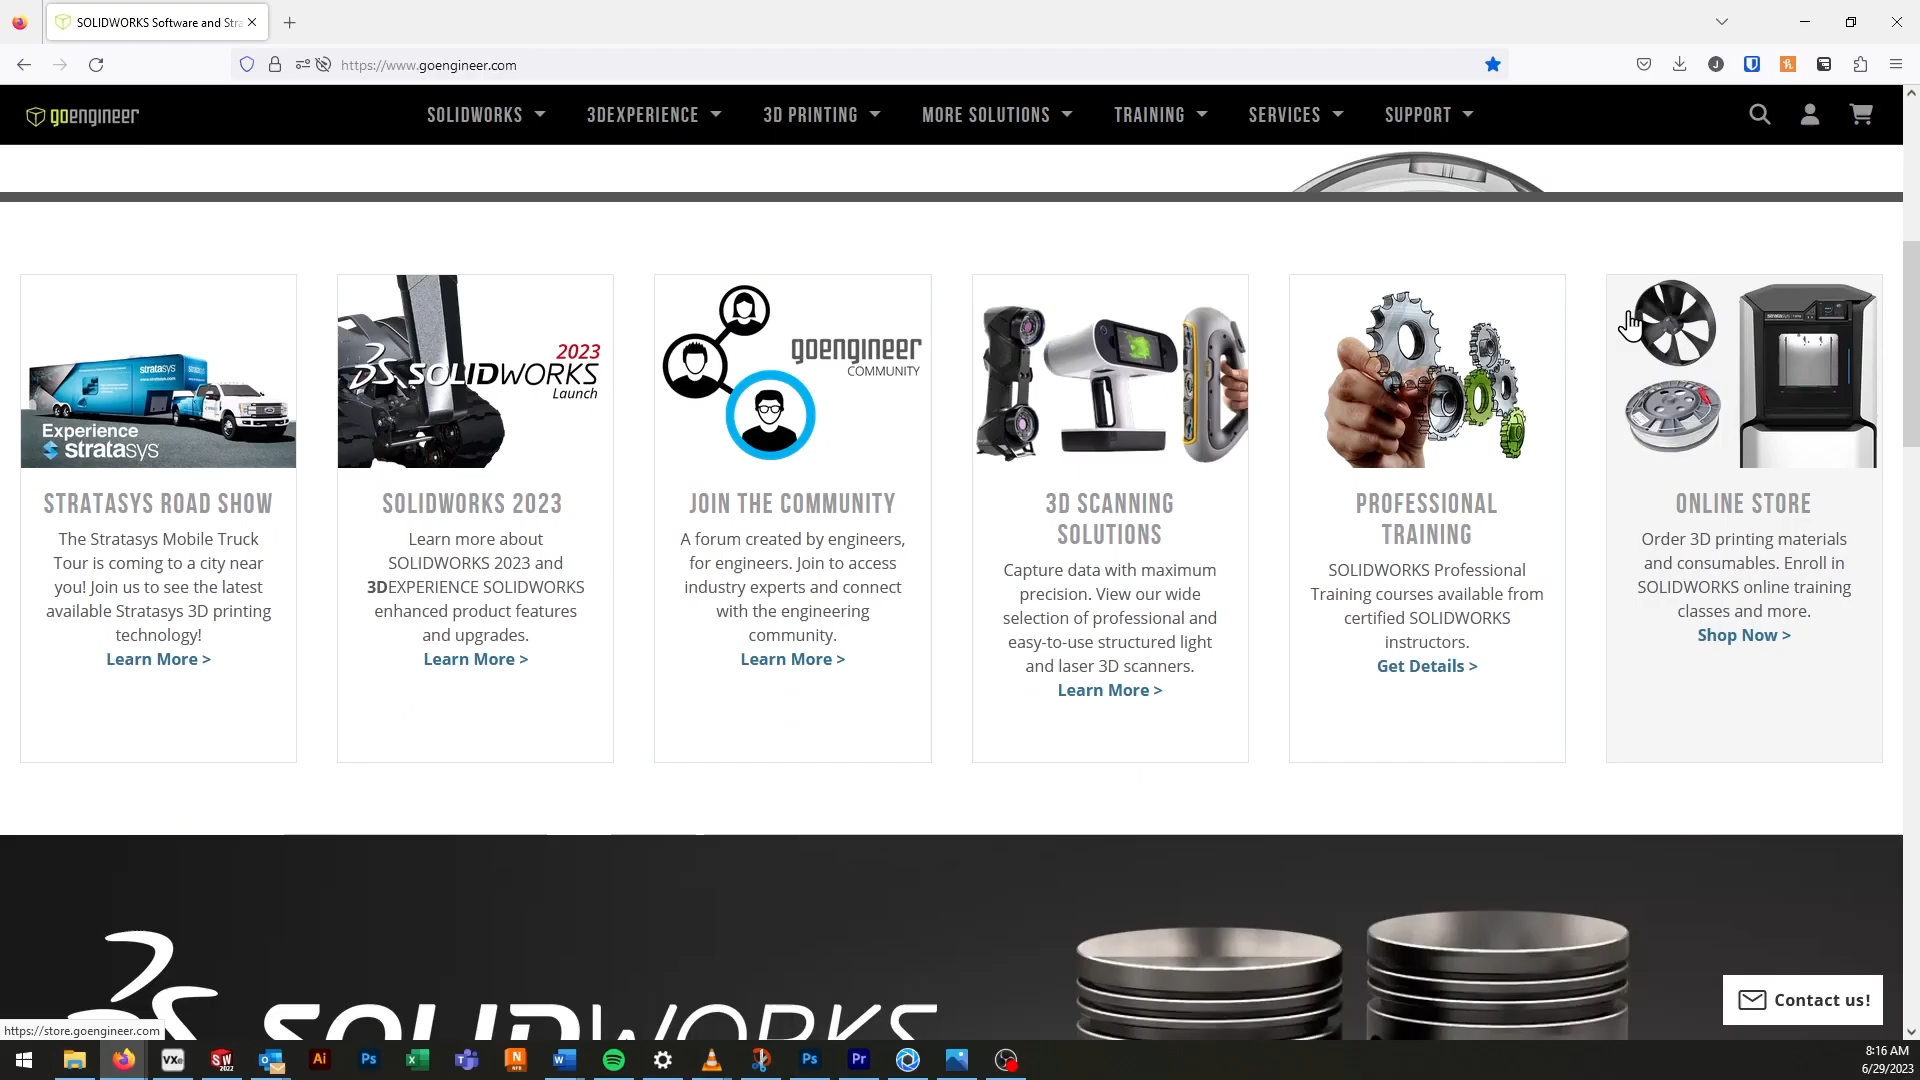 SOLIDWORKS Software and Stra
https://www.goengineer.com
goengineer
SOLIDWORKS
3DEXPERIENCE
3D PRINTING
MORE SOLUTIONS
TRAINING
SERVICES
SUPPORT
Experience
stratasys
STRATASYS ROAD SHOW
The Stratasys Mobile Truck
Tour is coming to a city near
you! Join us to see the latest
available Stratasys 3D printing
technology!
Learn More >
2023
SOLIDWORKS
Launch
SOLIDWORKS 2023
Learn more about
SOLIDWORKS 2023 and
3DEXPERIENCE SOLIDWORKS
enhanced product features
and upgrades.
Learn More >
goengineer
COMMUNITY
JOIN THE COMMUNITY
A forum created by engineers,
for engineers. Join to access
industry experts and connect
with the engineering
community.
Learn More >
3D SCANNING
SOLUTIONS
Capture data with maximum
precision. View our wide
selection of professional and
easy-to-use structured light
and laser 3D scanners.
Learn More >
PROFESSIONAL
TRAINING
SOLIDWORKS Professional
Training courses available from
certified SOLIDWORKS
instructors.
Get Details >
ONLINE STORE
Order 3D printing materials
and consumables. Enroll in
SOLIDWORKS online training
classes and more.
Shop Now >
SOLIDWORKS
Contact us!
https://store.goengineer.com
8:16 AM
6/29/2023